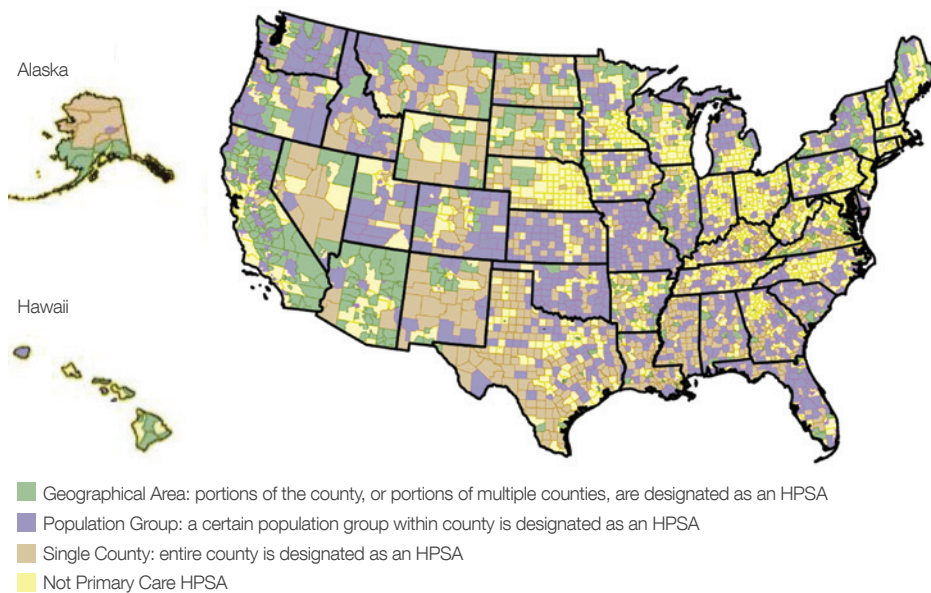 Alaska
Hawaii
Geographical Area: portions of the county, or portions of multiple counties, are designated as an HPSA
Population Group: a certain population group within county is designated as an HPSA
Single County: entire county is designated as an HPSA
Not Primary Care HPSA